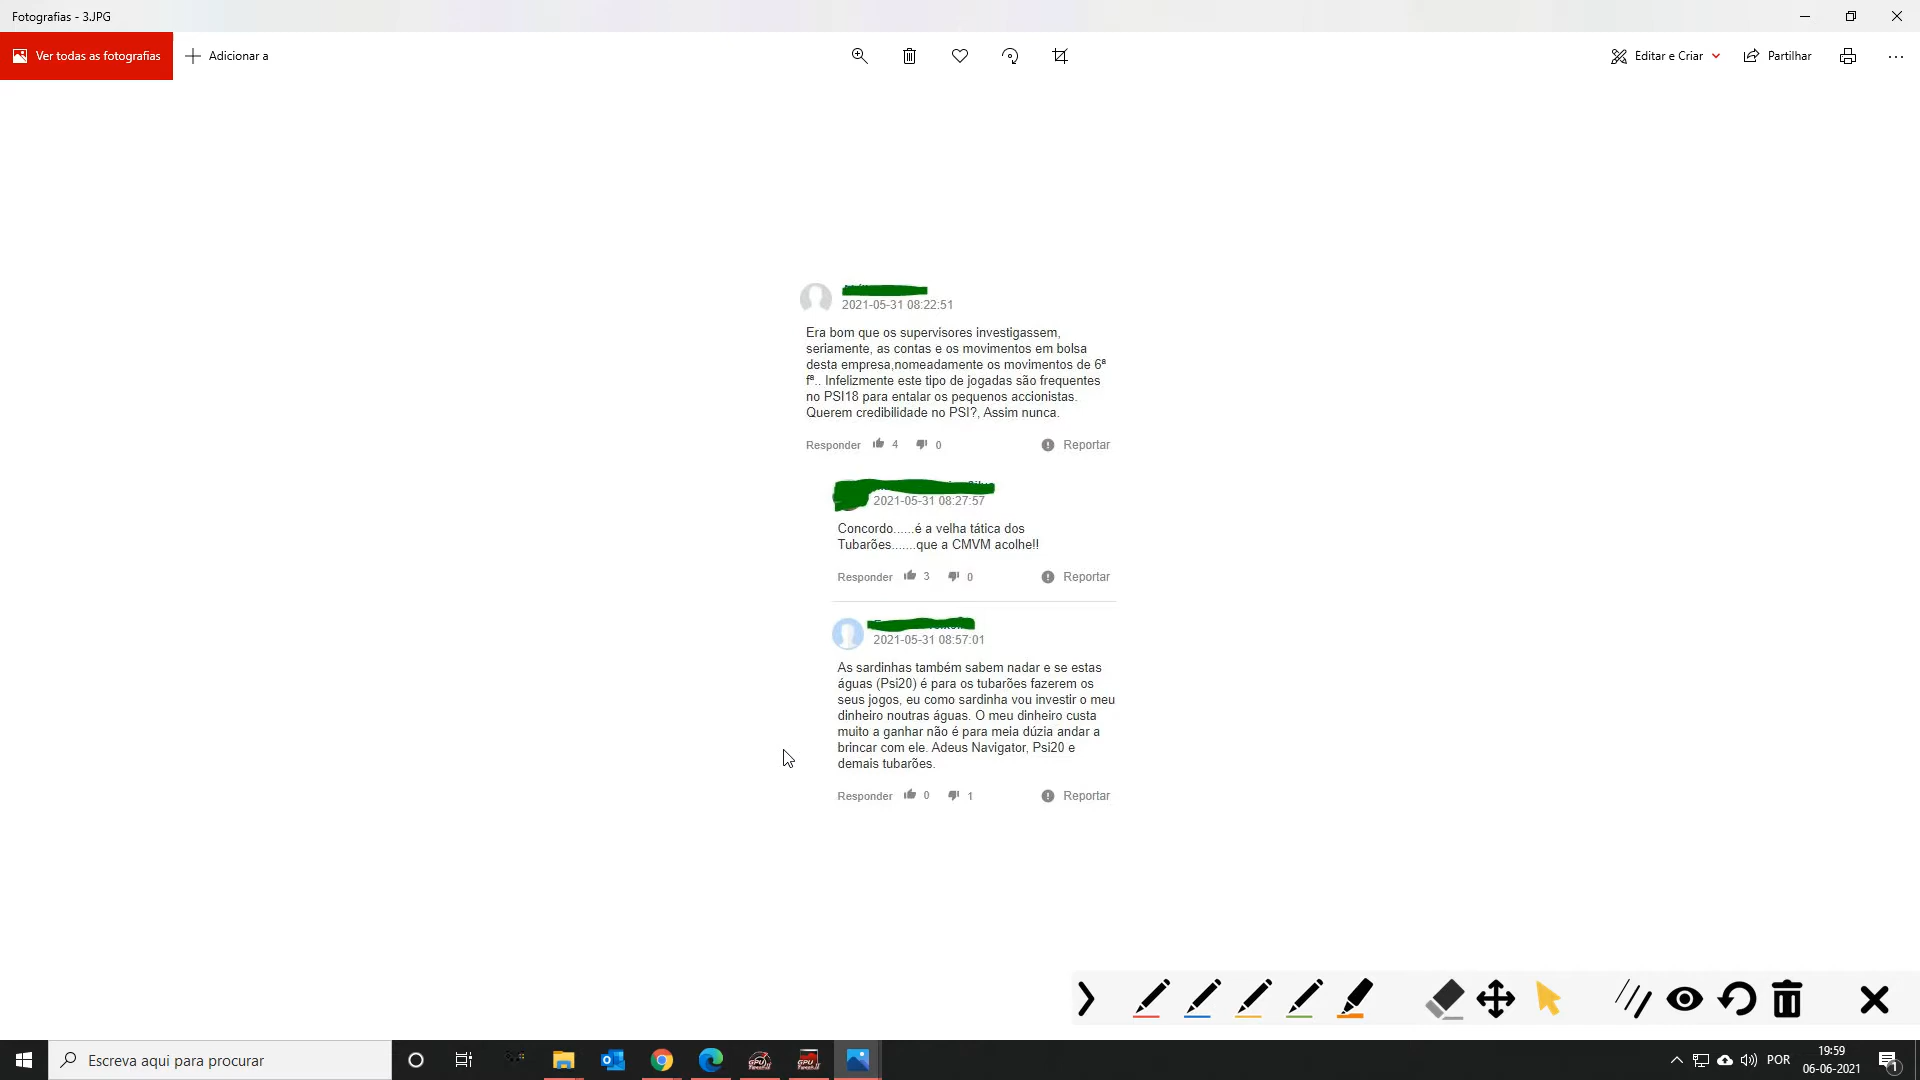 Fotografias - 3.JPG
Ver todas as fotografias
Adicionar a
Editar e Criar
Partilhar
2021-05-31 08:22:51
Era bom que os supervisores investigassem,
seriamente, as contas e os movimentos em bolsa
desta empresa,nomeadamente os movimentos de 6ª
fª.. Infelizmente este tipo de jogadas são frequentes
no PSI18 para entalar os pequenos accionistas.
Querem credibilidade no PSI?, Assim nunca.
Responder 4 0 Reportar
2021-05-31 08:27:57
Concordo......é a velha tática dos
Tubarões.......que a CMVM acolhe!!
Responder 3 0 Reportar
2021-05-31 08:57:01
As sardinhas também sabem nadar e se estas
águas (Psi20) é para os tubarões fazerem os
seus jogos, eu como sardinha vou investir o meu
dinheiro noutras águas. O meu dinheiro custa
muito a ganhar não é para meia dúzia andar a
brincar com ele. Adeus Navigator, Psi20 e
demais tubarões.
Responder 0 1 Reportar
Escreva aqui para procurar
POR
19:59
06-06-2021
1